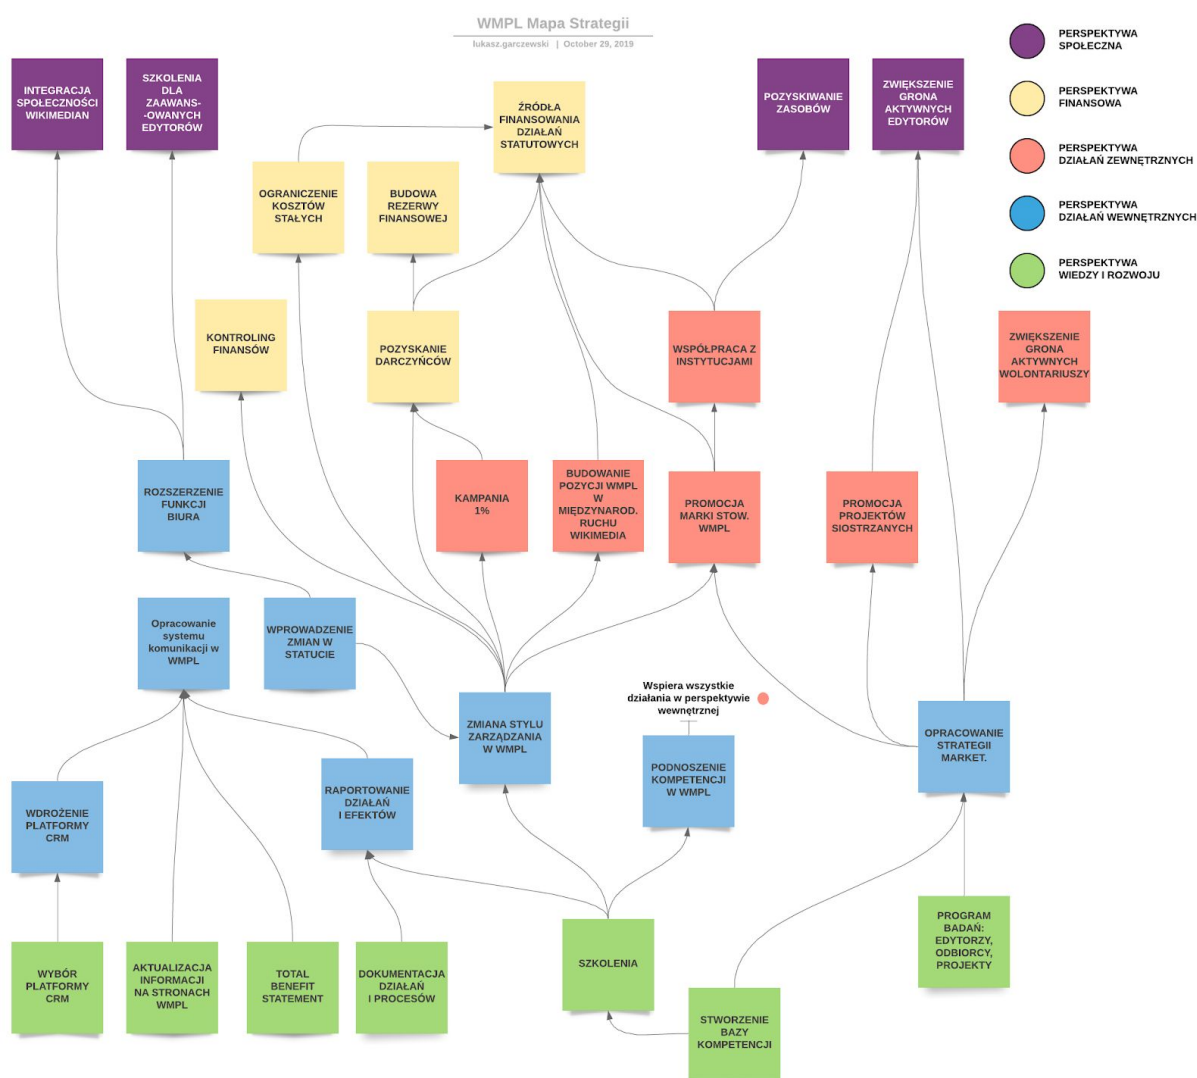 WMPL Mapa Strategii
lukasz.garczewski | October 29, 2019
PERSPEKTYWA
SPOŁECZNA
PERSPEKTYWA
FINANSOWA
PERSPEKTYWA
DZIAŁAŃ ZEWNĘTRZNYCH
PERSPEKTYWA
DZIAŁAŃ WEWNĘTRZNYCH
PERSPEKTYWA
WIEDZY I ROZWOJU
INTEGRACJA
SPOŁECZNOŚCI
WIKIMEDIAN
SZKOLENIA
DLA
ZAAWANS-
-OWANYCH
EDYTORÓW
ŹRÓDŁA
FINANSOWANIA
DZIAŁAŃ
STATUTOWYCH
POZYSKIWANIE
ZASOBÓW
ZWIĘKSZENIE
GRONA
AKTYWNYCH
EDYTORÓW
OGRANICZENIE
KOSZTÓW
STAŁYCH
BUDOWA
REZERWY
FINANSOWEJ
KONTROLING
FINANSÓW
POZYSKANIE
DARCZYŃCÓW
WSPÓŁPRACA Z
INSTYTUCJAMI
ZWIĘKSZENIE
GRONA
AKTYWNYCH
WOLONTARIUSZY
ROZSZERZENIE
FUNKCJI
BIURA
KAMPANIA
1%
BUDOWANIE
POZYCJI WMPL
W
MIĘDZYNAROD.
RUCHU
WIKIMEDIA
PROMOCJA
MARKI STOW.
WMPL
PROMOCJA
PROJEKTÓW
SIOSTRZANYCH
Opracowanie
systemu
komunikacji w
WMPL
WPROWADZENIE
ZMIAN W
STATUCIE
ZMIANA STYLU
ZARZĄDZANIA
W WMPL
Wspiera wszystkie
działania w perspektywie
wewnętrznej
PODNOSZENIE
KOMPETENCJI
W WMPL
OPRACOWANIE
STRATEGII
MARKET.
WDROŻENIE
PLATFORMY
CRM
RAPORTOWANIE
DZIAŁAŃ
I EFEKTÓW
WYBÓR
PLATFORMY
CRM
AKTUALIZACJA
INFORMACJI
NA STRONACH
WMPL
TOTAL
BENEFIT
STATEMENT
DOKUMENTACJA
DZIAŁAŃ
I PROCESÓW
SZKOLENIA
PROGRAM
BADAŃ:
EDYTORZY,
ODBIORCY,
PROJEKTY
STWORZENIE
BAZY
KOMPETENCJI